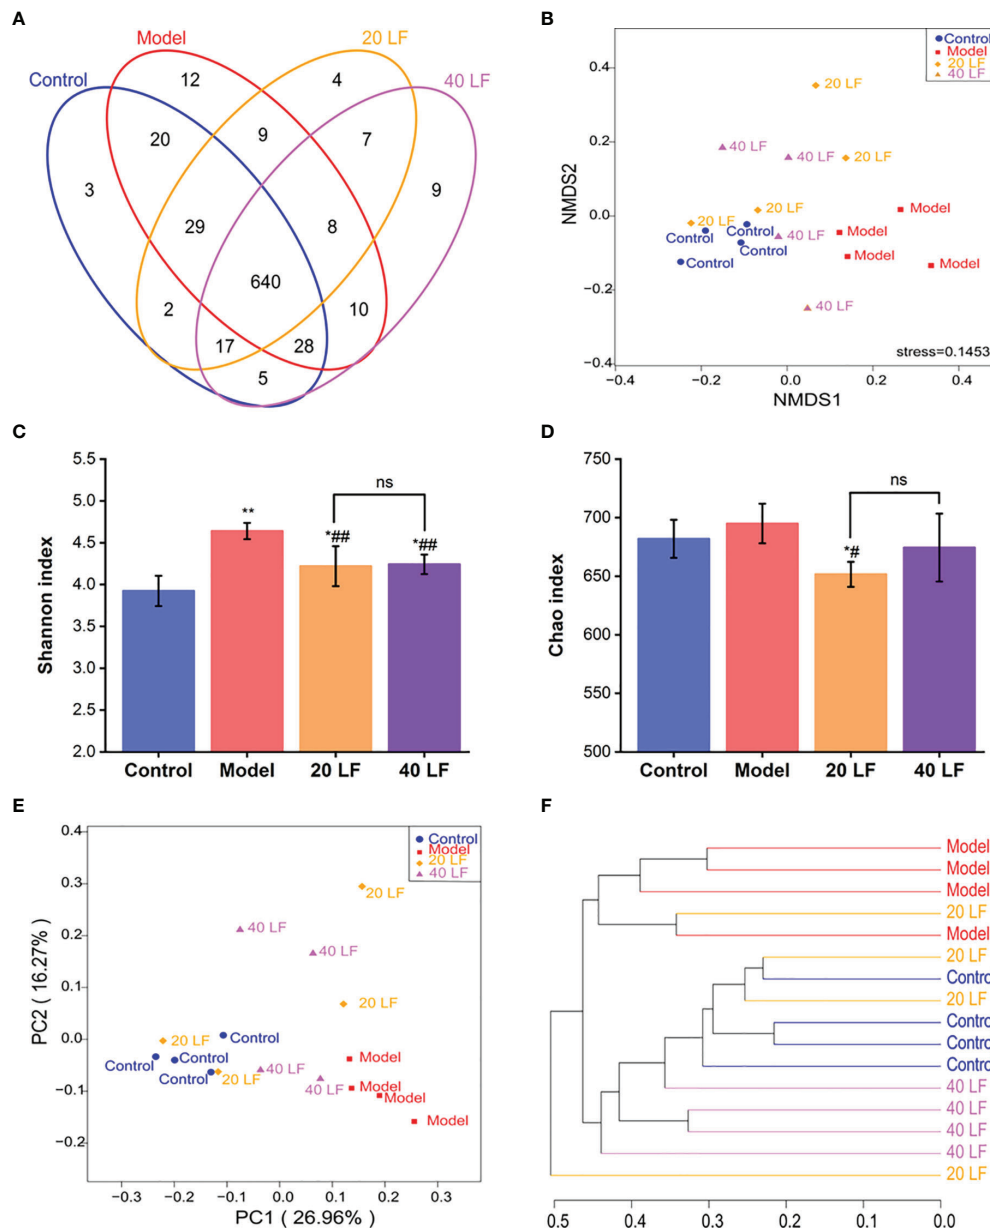 A
Control
Model
20 LF
40 LF
12
4
20
9
7
3
9
29
8
640
2
10
17
28
5
B
Control
Model
20 LF
40 LF
NMDS2
0.4
0.2
0.0
−0.2
−0.4
20 LF
40 LF
40 LF
20 LF
Model
20 LF
20 LF
Control
Control
40 LF
Model
Control
Control
Model
Model
40 LF
stress=0.1453
−0.4
−0.2
0.0
0.2
0.4
NMDS1
C
Shannon index
5.5
5.0
4.5
4.0
3.5
3.0
2.5
2.0
**
*##
ns
*##
Control
Model
20 LF
40 LF
D
Chao index
750
700
650
600
550
500
*#
ns
Control
Model
20 LF
40 LF
E
Control
Model
20 LF
40 LF
PC2 ( 16.27% )
0.4
0.3
0.2
0.1
0.0
−0.1
−0.2
20 LF
40 LF
40 LF
20 LF
20 LF
Control
Control
Control
Control
20 LF
40 LF
40 LF
Model
Model
Model
Model
−0.3
−0.2
−0.1
0.0
0.1
0.2
0.3
PC1 ( 26.96% )
F
Model
Model
Model
20 LF
Model
20 LF
Contro
20 LF
Contro
Contro
Contro
40 LF
40 LF
40 LF
40 LF
20 LF
0.5
0.4
0.3
0.2
0.1
0.0